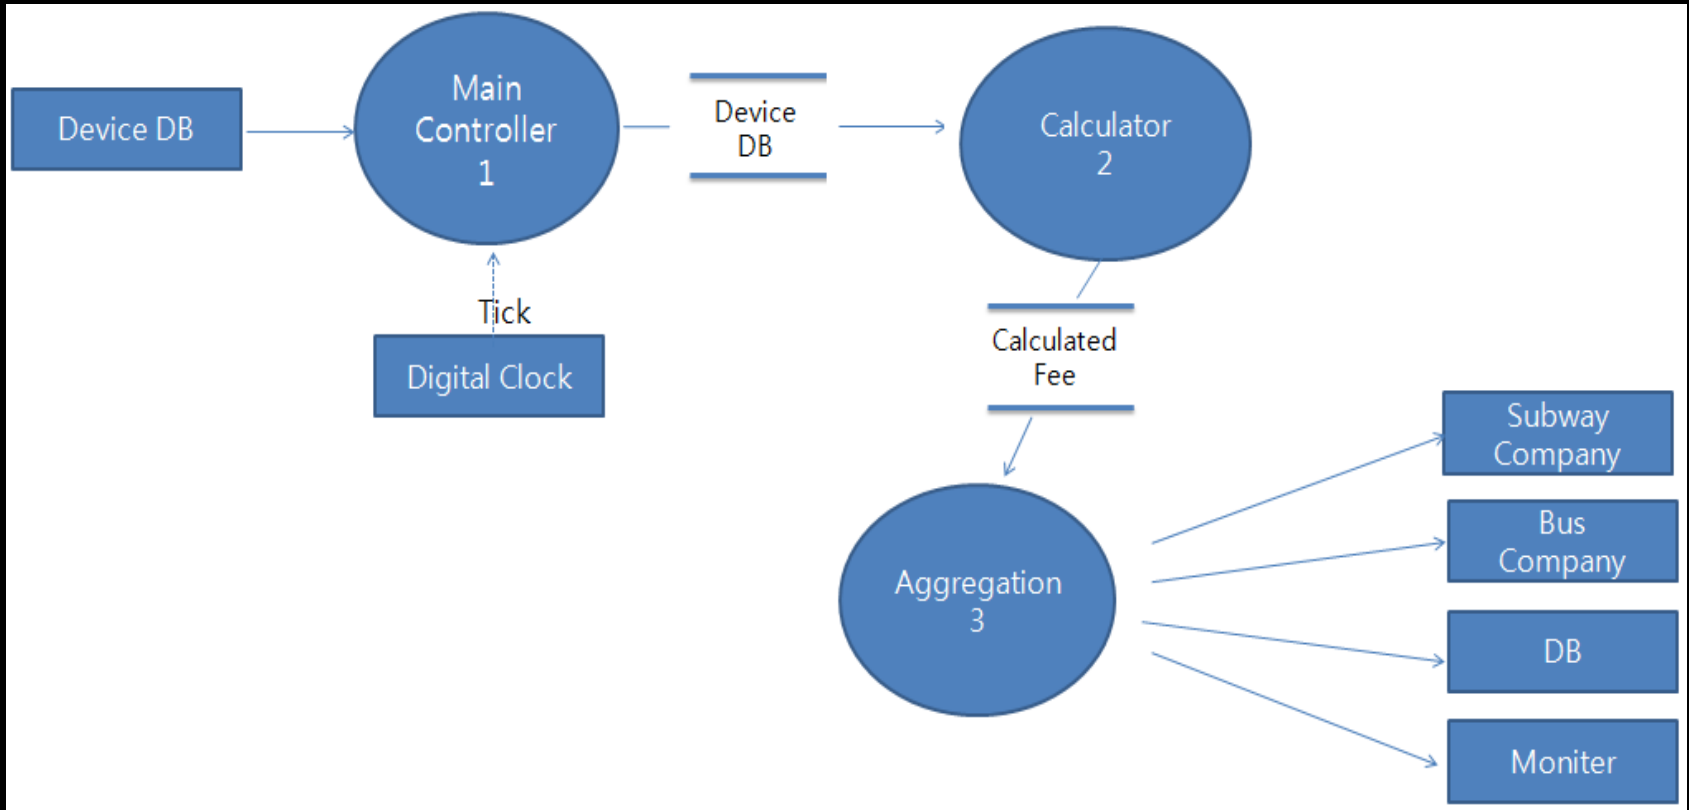 Device DB
Main
Controller
1
Device
DB
Calculator
2
Tick
Digital Clock
Calculated
Fee
Aggregation
3
Subway
Company
Bus
Company
DB
Moniter